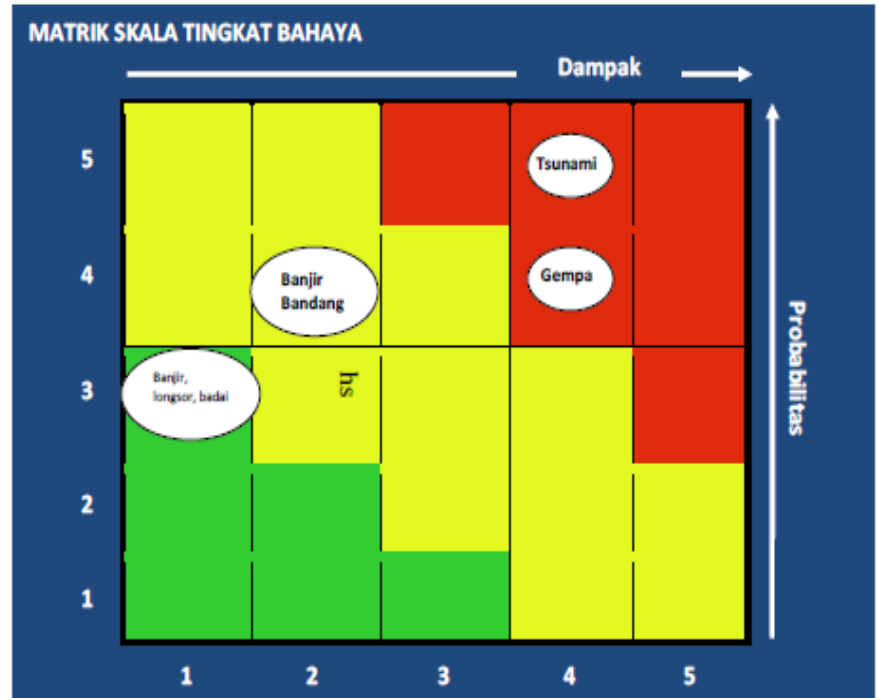 MATRIK SKALA TINGKAT BAHAYA
Dampak
5
Tsunami
4
Banjir
Bandang
Gempa
3
Banjir,
longsor, badai
hs
2
1
Probabilitas
1 2 3 4 5